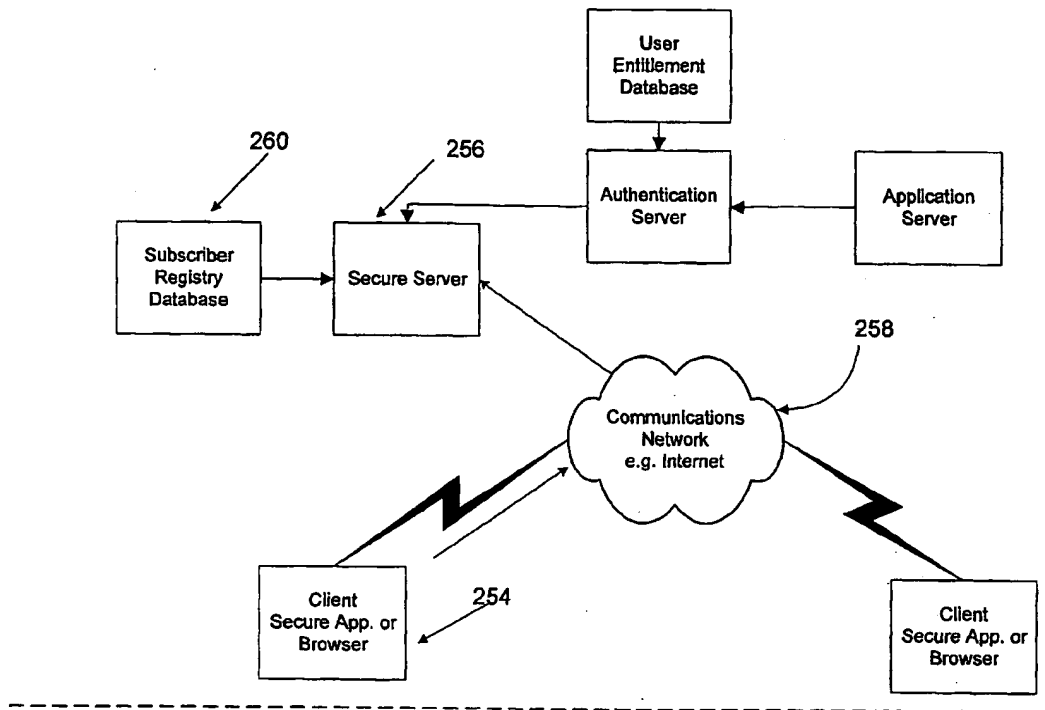 User
Entitlement
Database
260
256
Authentication
Server
Application
Server
Subscriber
Registry
Database
Secure Server
258
Communications
Network
e.g. Internet
Client
Secure App. or
Browser
254
Client
Secure App. or
Browser